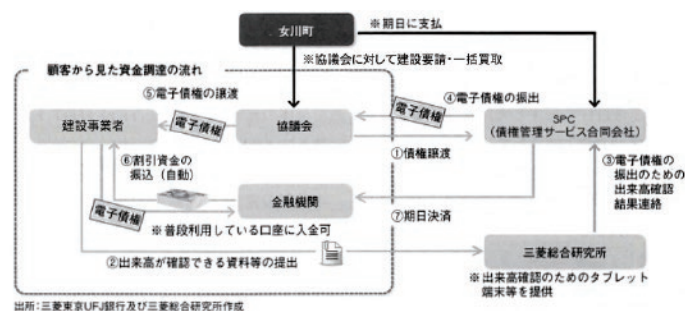 女川町
※期日に支払
※協議会に対して建設要請・一括買取
顧客から見た資金調達の流れ
⑤電子債権の譲渡
④電子債権の振出
電子債権
電子債権
建設事業者
協議会
SPC
(債権管理サービス合同会社)
①債権譲渡
⑥割引資金の
振込(自動)
③電子債権の
振出のための
出来高確認
結果連絡
金融機関
電子債権
⑦期日決済
※普段利用している口座に入金可
②出来高が確認できる資料等の提出
三菱総合研究所
※出来高確認のためのタブレット
端末等を提供
出所:三菱東京UFJ銀行及び三菱総合研究所作成